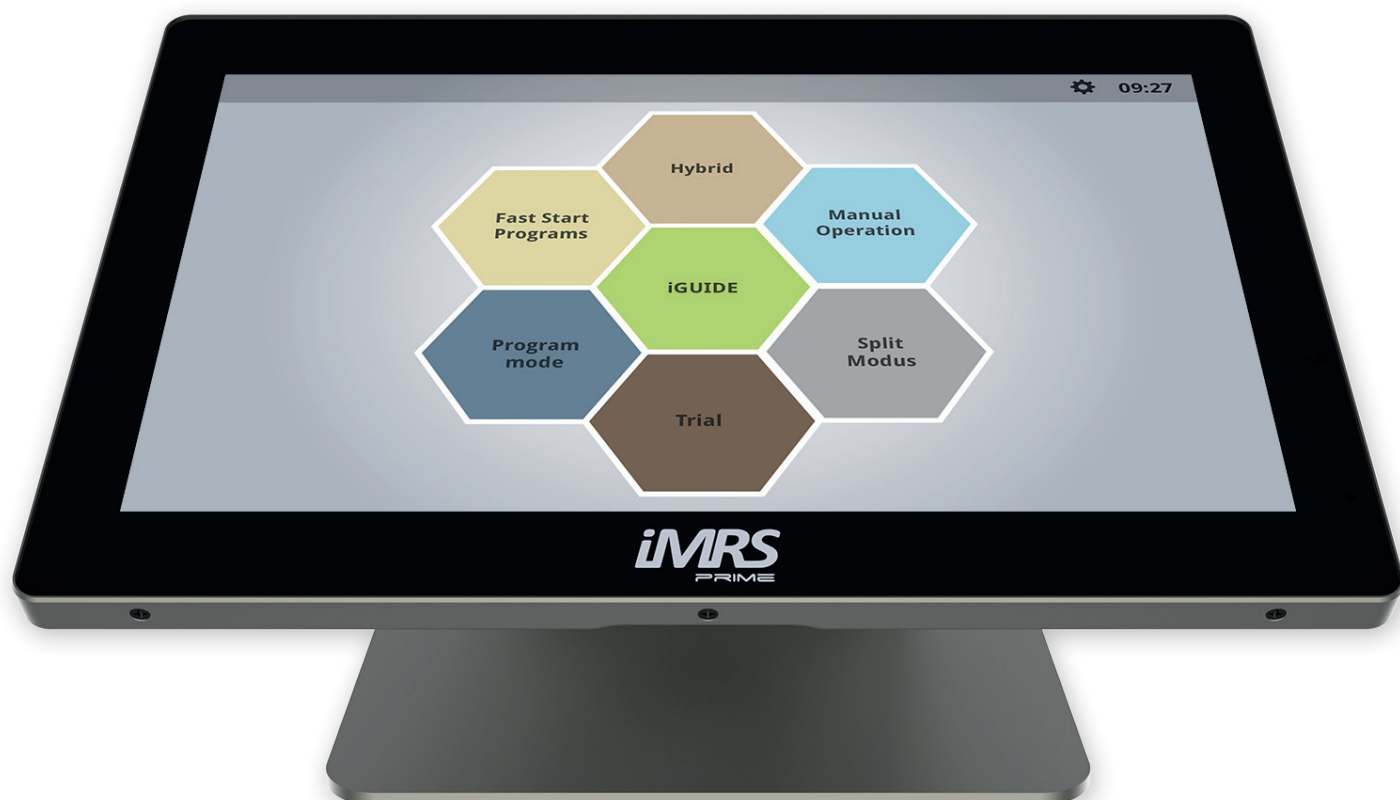 09:27
Hybrid
Fast Start
Programs
Manual
Operation
iGUIDE
Program
mode
Split
Modus
Trial
iMRS
PRIME